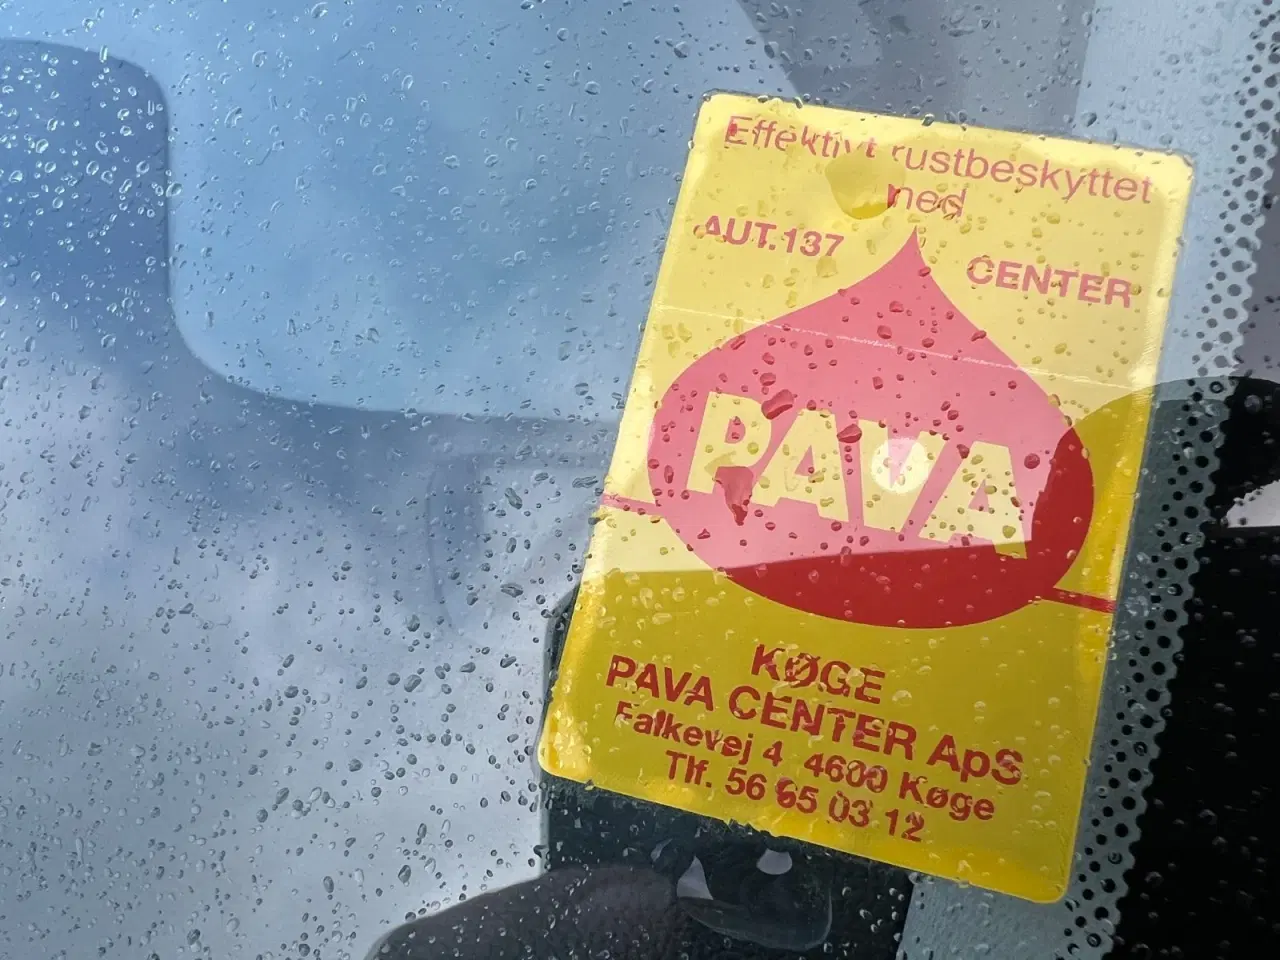 Effektivt rustbeskyttet
med
AUT.137 CENTER
PAVA
KØGE
PAVA CENTER ApS
Falkevej 4 4600 Køge
Tlf. 56 65 03 12